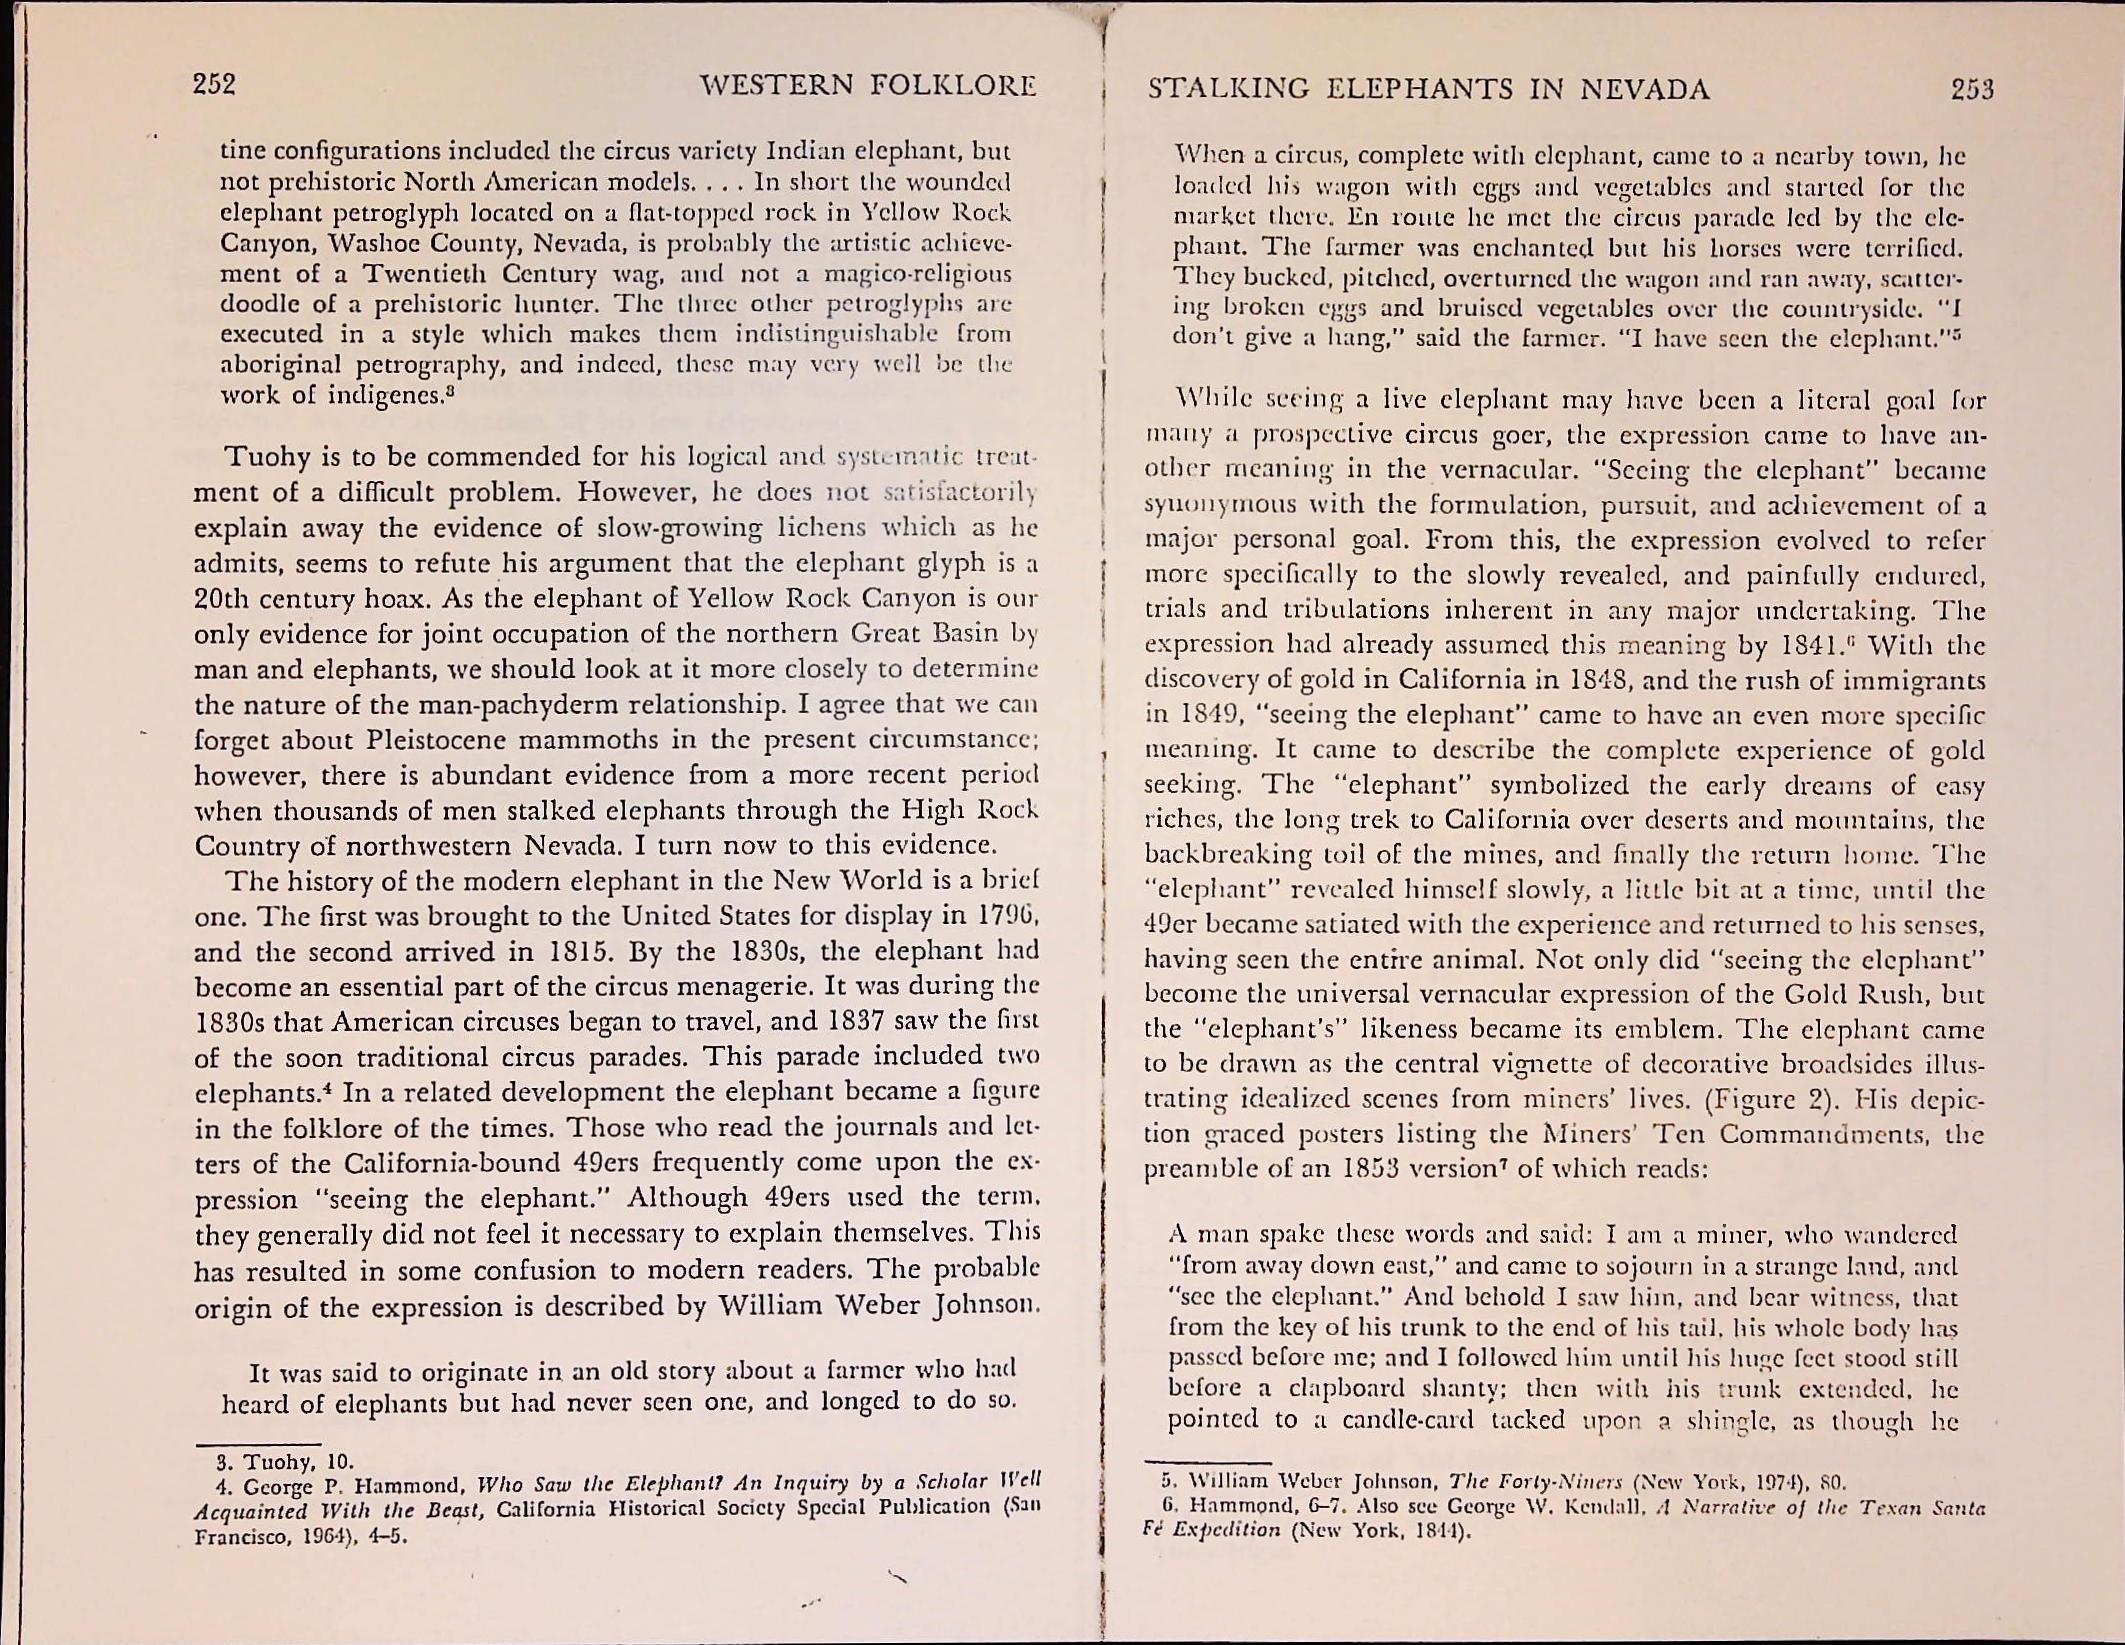 252 WESTERN FOLKLORE
tine configurations included the circus variety Indian elephant, but
not prehistoric North American models. . . . In short the wounded
elephant petroglyph located on a flat-topped rock in Yellow Rock
Canyon, Washoe County, Nevada, is probably the artistic achieve-
ment of a Twentieth Century wag, and not a magico-religious
doodle of a prehistoric hunter. The three other petroglyphs are
executed in a style which makes them indistinguishable from
aboriginal petrography, and indeed, these may very well be the
work of indigenes.³
Tuohy is to be commended for his logical and systematic treat-
ment of a difficult problem. However, he does not satisfactorily
explain away the evidence of slow-growing lichens which as he
admits, seems to refute his argument that the elephant glyph is a
20th century hoax. As the elephant of Yellow Rock Canyon is our
only evidence for joint occupation of the northern Great Basin by
man and elephants, we should look at it more closely to determine
the nature of the man-pachyderm relationship. I agree that we can
forget about Pleistocene mammoths in the present circumstance;
however, there is abundant evidence from a more recent period
when thousands of men stalked elephants through the High Rock
Country of northwestern Nevada. I turn now to this evidence.
The history of the modern elephant in the New World is a brief
one. The first was brought to the United States for display in 1796,
and the second arrived in 1815. By the 1830s, the elephant had
become an essential part of the circus menagerie. It was during the
1830s that American circuses began to travel, and 1837 saw the first
of the soon traditional circus parades. This parade included two
elephants.⁴ In a related development the elephant became a figure
in the folklore of the times. Those who read the journals and let-
ters of the California-bound 49ers frequently come upon the ex-
pression "seeing the elephant." Although 49ers used the term,
they generally did not feel it necessary to explain themselves. This
has resulted in some confusion to modern readers. The probable
origin of the expression is described by William Weber Johnson.
It was said to originate in an old story about a farmer who had
heard of elephants but had never seen one, and longed to do so.
3. Tuohy, 10.
4. George P. Hammond, Who Saw the Elephant? An Inquiry by a Scholar Well
Acquainted With the Beast, California Historical Society Special Publication (San
Francisco, 1964), 4–5.
STALKING ELEPHANTS IN NEVADA 253
When a circus, complete with elephant, came to a nearby town, he
loaded his wagon with eggs and vegetables and started for the
market there. En route he met the circus parade led by the ele-
phant. The farmer was enchanted but his horses were terrified.
They bucked, pitched, overturned the wagon and ran away, scatter-
ing broken eggs and bruised vegetables over the countryside. "I
don't give a hang," said the farmer. "I have seen the elephant."⁵
While seeing a live elephant may have been a literal goal for
many a prospective circus goer, the expression came to have an-
other meaning in the vernacular. "Seeing the elephant" became
synonymous with the formulation, pursuit, and achievement of a
major personal goal. From this, the expression evolved to refer
more specifically to the slowly revealed, and painfully endured,
trials and tribulations inherent in any major undertaking. The
expression had already assumed this meaning by 1841.⁶ With the
discovery of gold in California in 1848, and the rush of immigrants
in 1849, "seeing the elephant" came to have an even more specific
meaning. It came to describe the complete experience of gold
seeking. The "elephant" symbolized the early dreams of easy
riches, the long trek to California over deserts and mountains, the
backbreaking toil of the mines, and finally the return home. The
"elephant" revealed himself slowly, a little bit at a time, until the
49er became satiated with the experience and returned to his senses,
having seen the entire animal. Not only did "seeing the elephant"
become the universal vernacular expression of the Gold Rush, but
the "elephant's" likeness became its emblem. The elephant came
to be drawn as the central vignette of decorative broadsides illus-
trating idealized scenes from miners' lives. (Figure 2). His depic-
tion graced posters listing the Miners' Ten Commandments, the
preamble of an 1853 version⁷ of which reads:
A man spake these words and said: I am a miner, who wandered
"from away down east," and came to sojourn in a strange land, and
"see the elephant." And behold I saw him, and bear witness, that
from the key of his trunk to the end of his tail, his whole body has
passed before me; and I followed him until his huge feet stood still
before a clapboard shanty; then with his trunk extended, he
pointed to a candle-card tacked upon a shingle, as though he
5. William Weber Johnson, The Forty-Niners (New York, 1974), 80.
6. Hammond, 6–7. Also see George W. Kendall, A Narrative of the Texan Santa
Fé Expedition (New York, 1844).